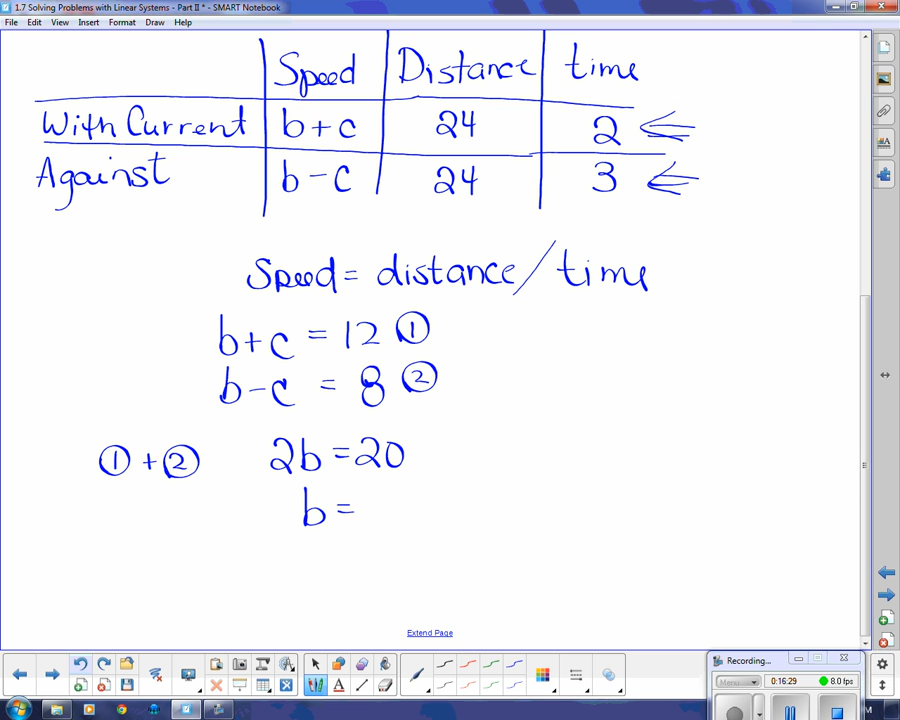 1.7 Solving Problems with Linear Systems - Part II * - SMART Notebook
File Edit View Insert Format Draw Help
Speed Distance time
With Current b+c 24 2
Against b-c 24 3
Speed = distance/time
b+c = 12 ①
b-c = 8 ②
① + ② 2b = 20
b =
Extend Page
Recording...
Menu 0:16:29 8.0 fps